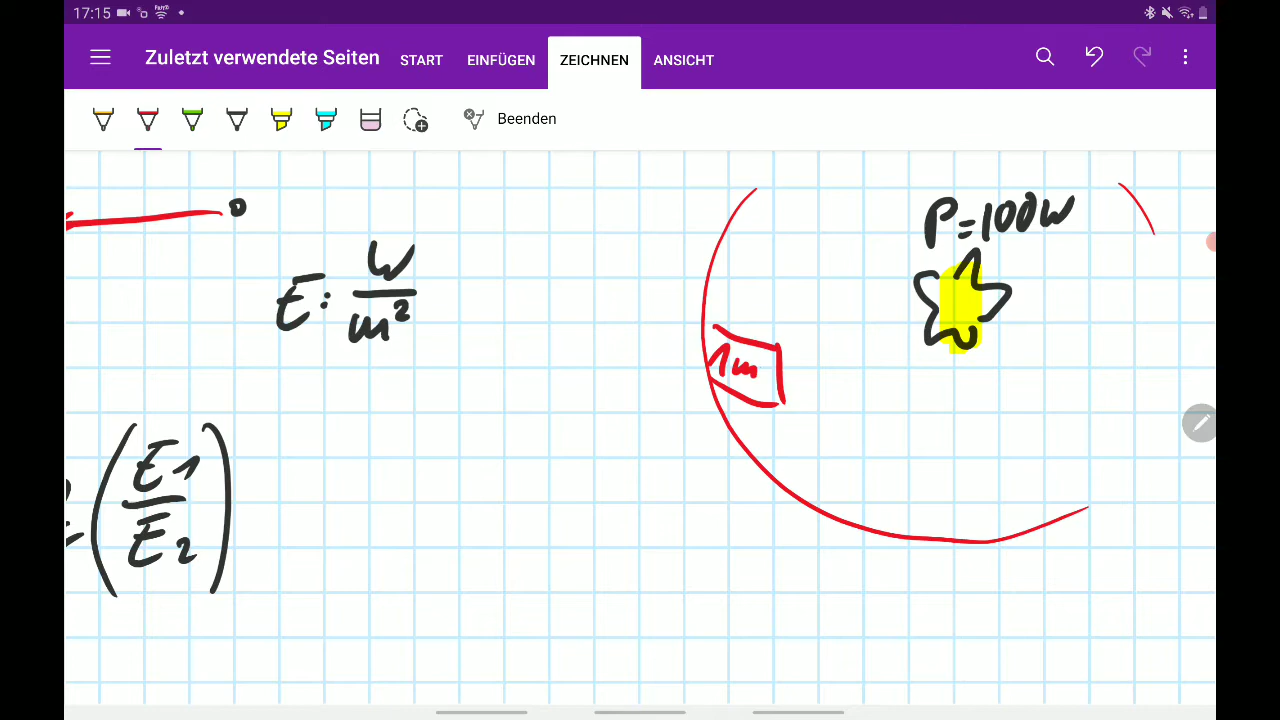 17:15
Zuletzt verwendete Seiten START EINFÜGEN ZEICHNEN ANSICHT
Beenden
P=100W
E: W
m²
1m
E1
= E2